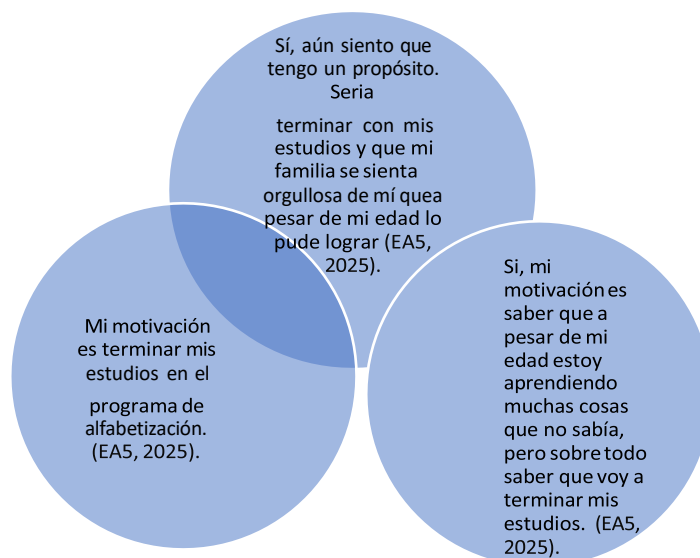 Sí, aún siento que
tengo un propósito.
Seria
terminar con mis
estudios y que mi
familia se sienta
orgullosa de mí quea
pesar de mi edad lo
pude lograr (EA5,
2025).
Mi motivación
es terminar mis
estudios en el
programa de
alfabetización.
(EA5, 2025).
Si, mi
motivación es
saber que a
pesar de mi
edad estoy
aprendiendo
muchas cosas
que no sabía,
pero sobre todo
saber que voy a
terminar mis
estudios. (EA5,
2025).